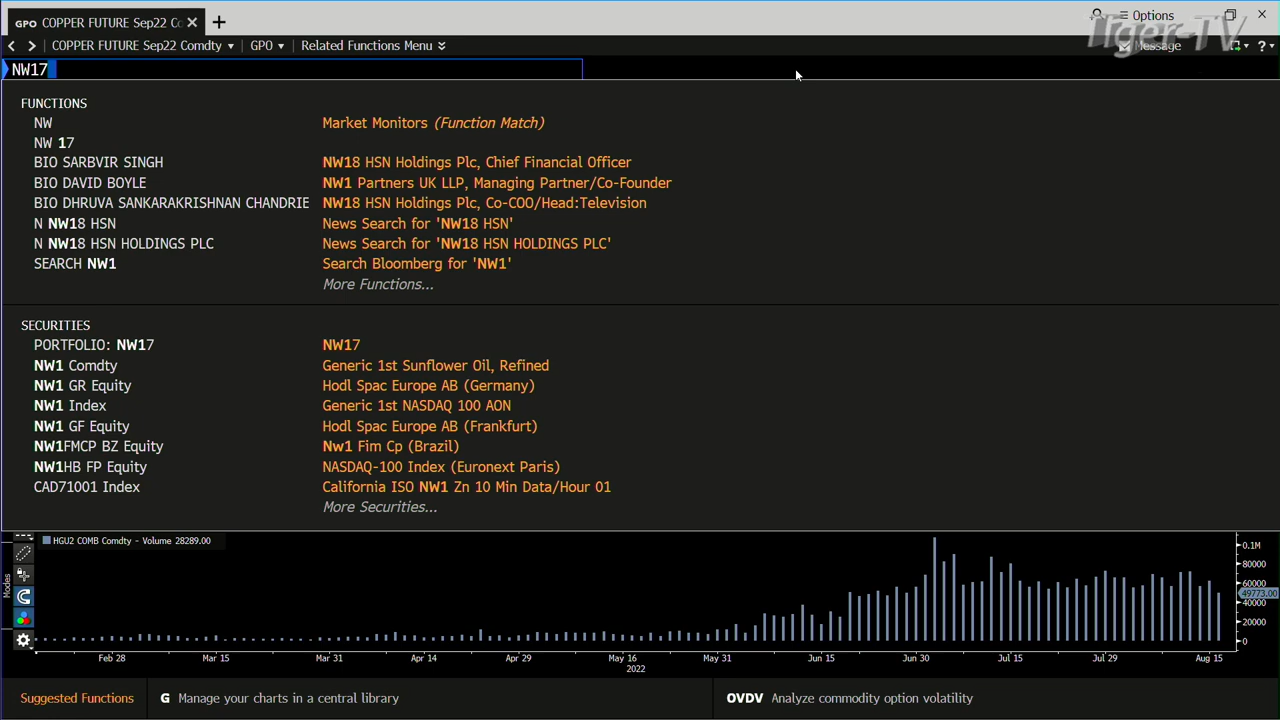 GPO COPPER FUTURE Sep22 Co
Options
COPPER FUTURE Sep22 Comdty GPO Related Functions Menu
Message
?
Tiger-TV
NW17
FUNCTIONS
NW Market Monitors (Function Match)
NW 17
BIO SARBVIR SINGH NW18 HSN Holdings Plc, Chief Financial Officer
BIO DAVID BOYLE NW1 Partners UK LLP, Managing Partner/Co-Founder
BIO DHRUVA SANKARAKRISHNAN CHANDRIE NW18 HSN Holdings Plc, Co-COO/Head:Television
N NW18 HSN News Search for 'NW18 HSN'
N NW18 HSN HOLDINGS PLC News Search for 'NW18 HSN HOLDINGS PLC'
SEARCH NW1 Search Bloomberg for 'NW1'
More Functions...
SECURITIES
PORTFOLIO: NW17 NW17
NW1 Comdty Generic 1st Sunflower Oil, Refined
NW1 GR Equity Hodl Spac Europe AB (Germany)
NW1 Index Generic 1st NASDAQ 100 AON
NW1 GF Equity Hodl Spac Europe AB (Frankfurt)
NW1FMCP BZ Equity Nw1 Fim Cp (Brazil)
NW1HB FP Equity NASDAQ-100 Index (Euronext Paris)
CAD71001 Index California ISO NW1 Zn 10 Min Data/Hour 01
More Securities...
HGU2 COMB Comdty - Volume 28289.00
Modes
0.1M
80000
60000
49773.00
40000
20000
0
Feb 28 Mar 15 Mar 31 Apr 14 Apr 29 May 16 May 31 Jun 15 Jun 30 Jul 15 Jul 29 Aug 15
2022
Suggested Functions G Manage your charts in a central library OVDV Analyze commodity option volatility